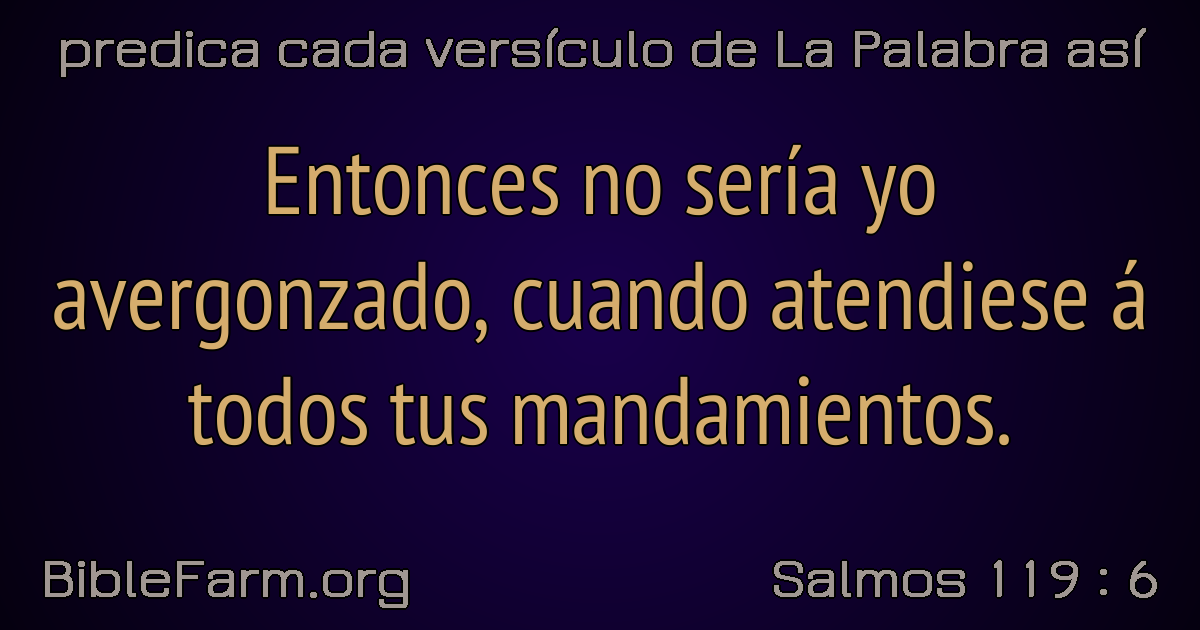 predica cada versículo de La Palabra así
Entonces no sería yo
avergonzado, cuando atendiese á
todos tus mandamientos.
BibleFarm.org
Salmos 119 : 6